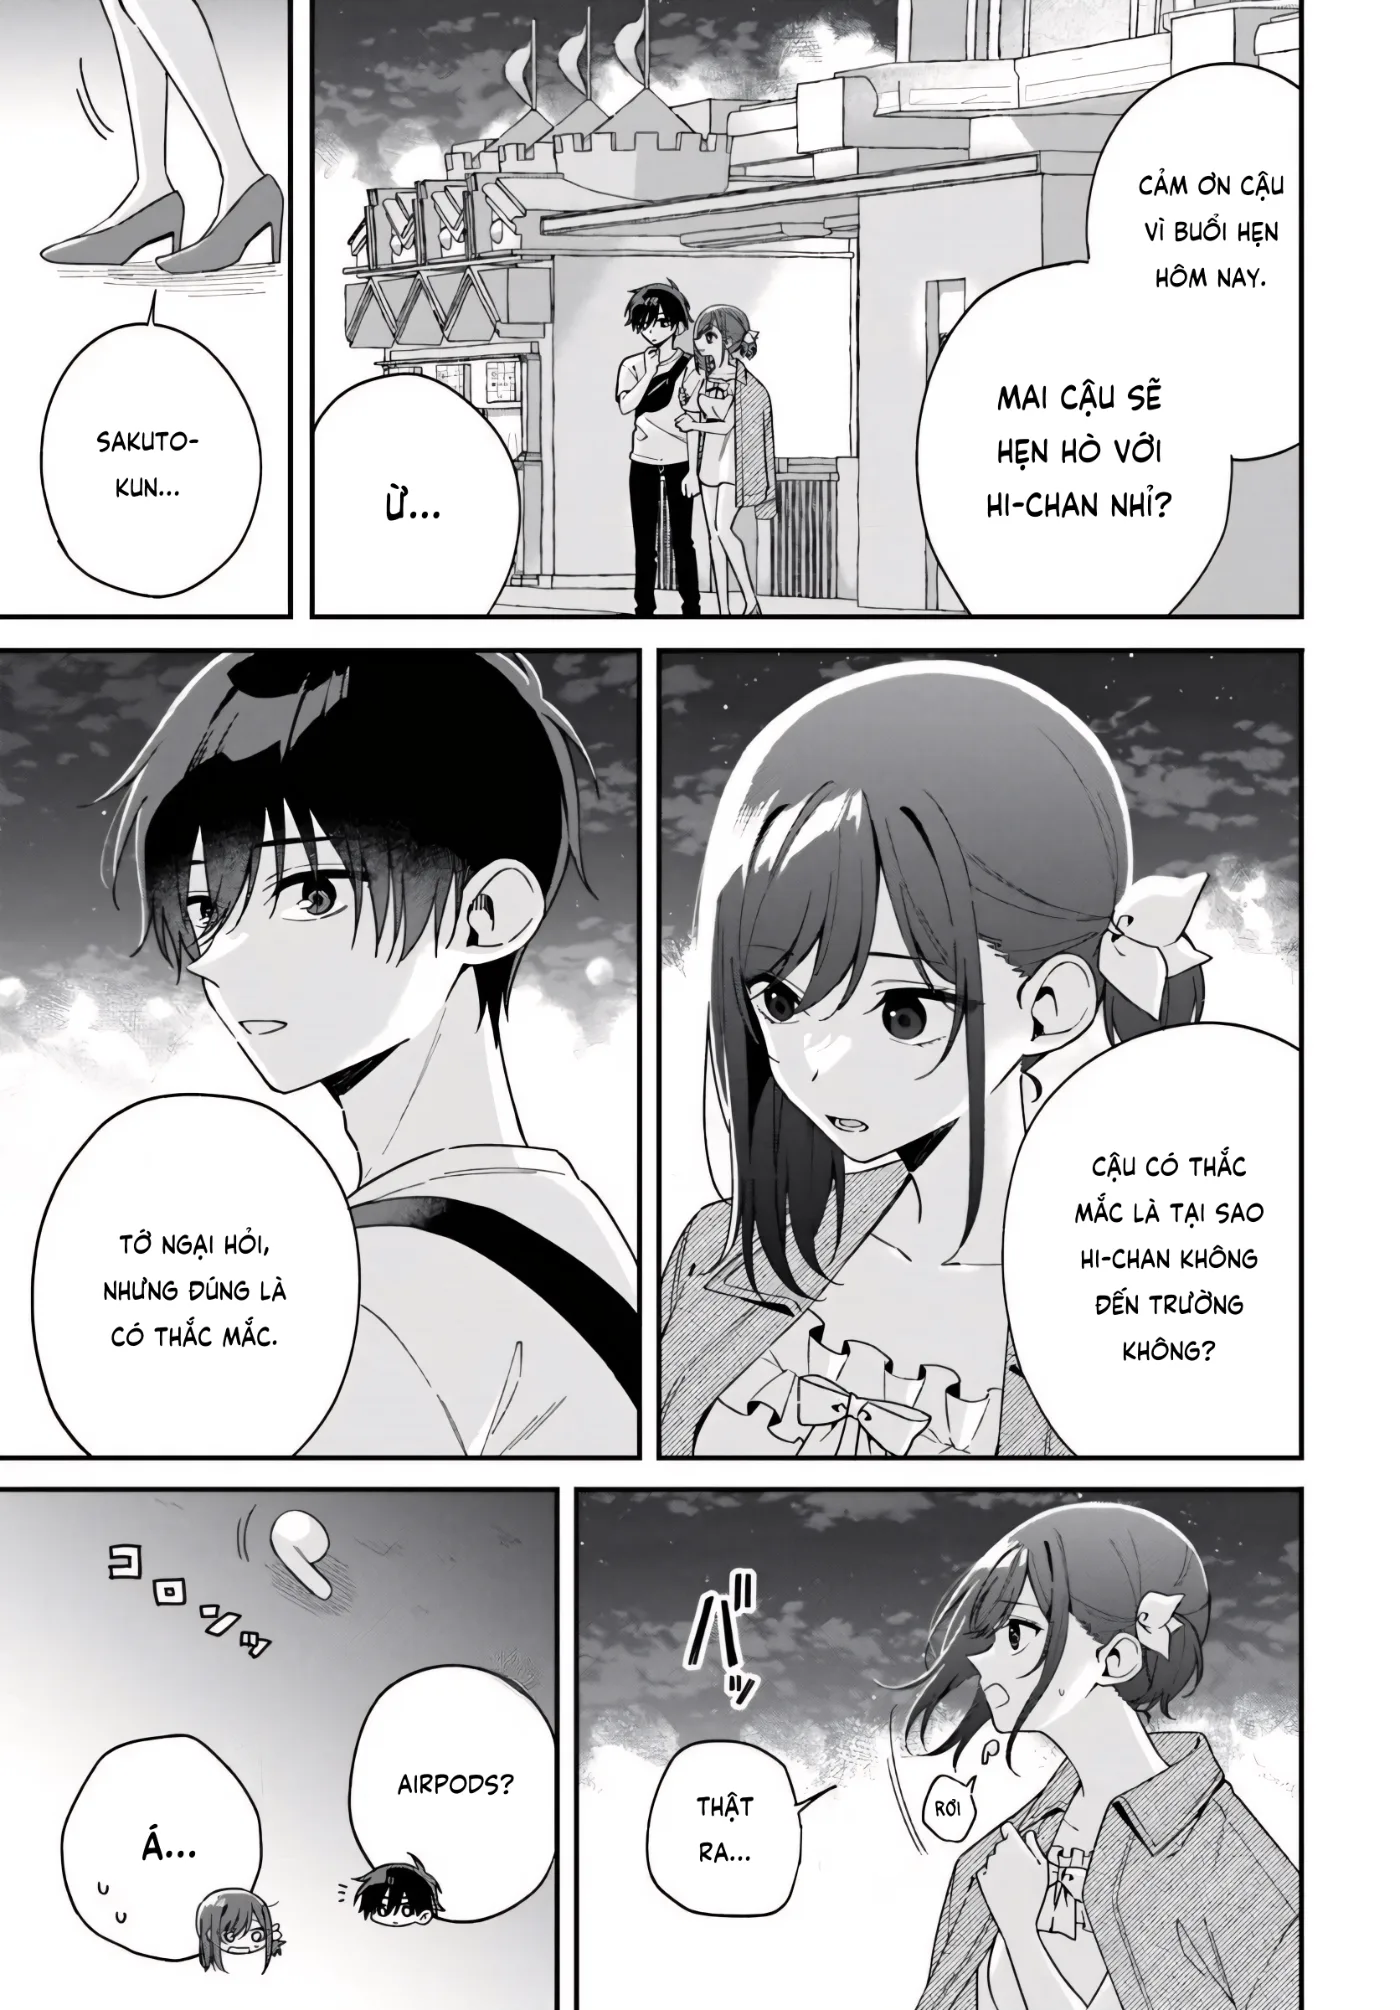 CẢM ƠN CẬU
VÌ BUỔI HẸN
HÔM NAY.
MAI CẬU SẼ
HẸN HÒ VỚI
HI-CHAN NHỈ?
Ừ...
SAKUTO-
KUN...
CẬU CÓ THẮC
MẮC LÀ TẠI SAO
HI-CHAN KHÔNG
ĐẾN TRƯỜNG
KHÔNG?
TỚ NGẠI HỎI,
NHƯNG ĐÚNG LÀ
CÓ THẮC MẮC.
バッ
THẬT
RA...
RƠI
コロンッ
AIRPODS?
Á...